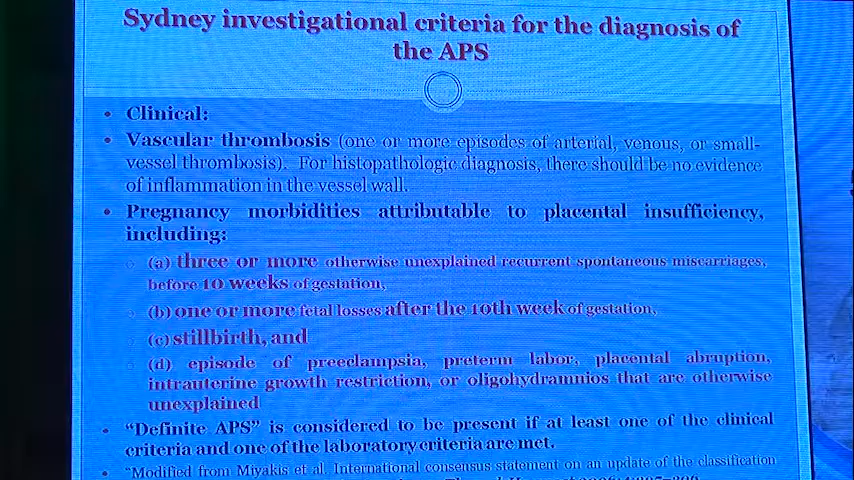 Sydney investigational criteria for the diagnosis of
the APS
• Clinical:
• Vascular thrombosis (one or more episodes of arterial, venous, or small-
vessel thrombosis). For histopathologic diagnosis, there should be no evidence
of inflammation in the vessel wall.
• Pregnancy morbidities attributable to placental insufficiency,
including:
(a) three or more otherwise unexplained recurrent spontaneous miscarriages,
before 10 weeks of gestation,
(b) one or more fetal losses after the 10th week of gestation,
(c) stillbirth, and
(d) episode of preeclampsia, preterm labor, placental abruption,
intrauterine growth restriction, or oligohydramnios that are otherwise
unexplained
• “Definite APS” is considered to be present if at least one of the clinical
criteria and one of the laboratory criteria are met.
• “Modified from Miyakis et al. International consensus statement on an update of the classification